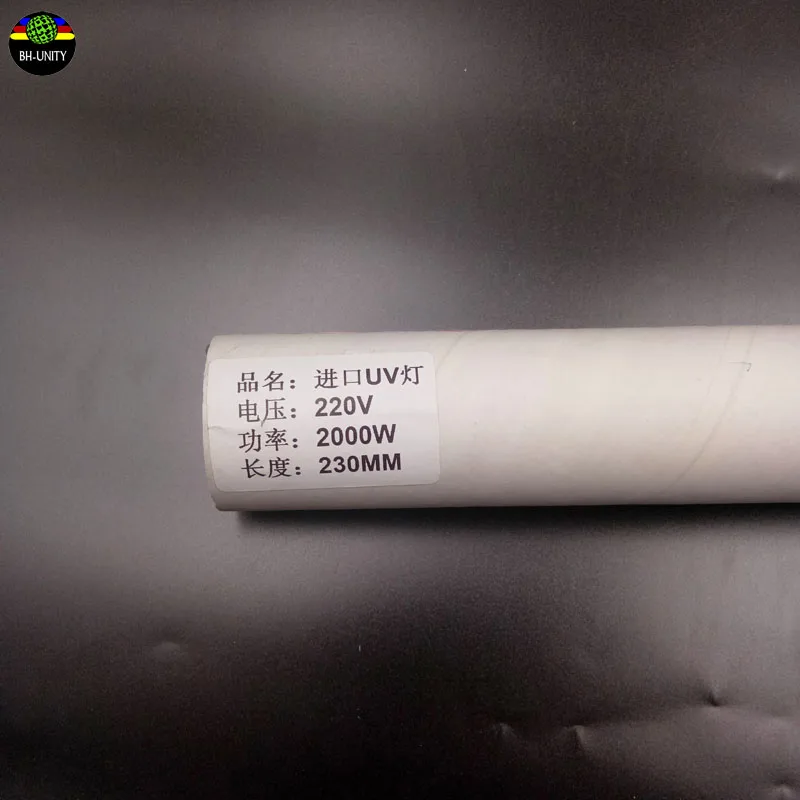 BH-UNITY
品名：进口UV灯
电压：220V
功率：2000W
长度：230MM